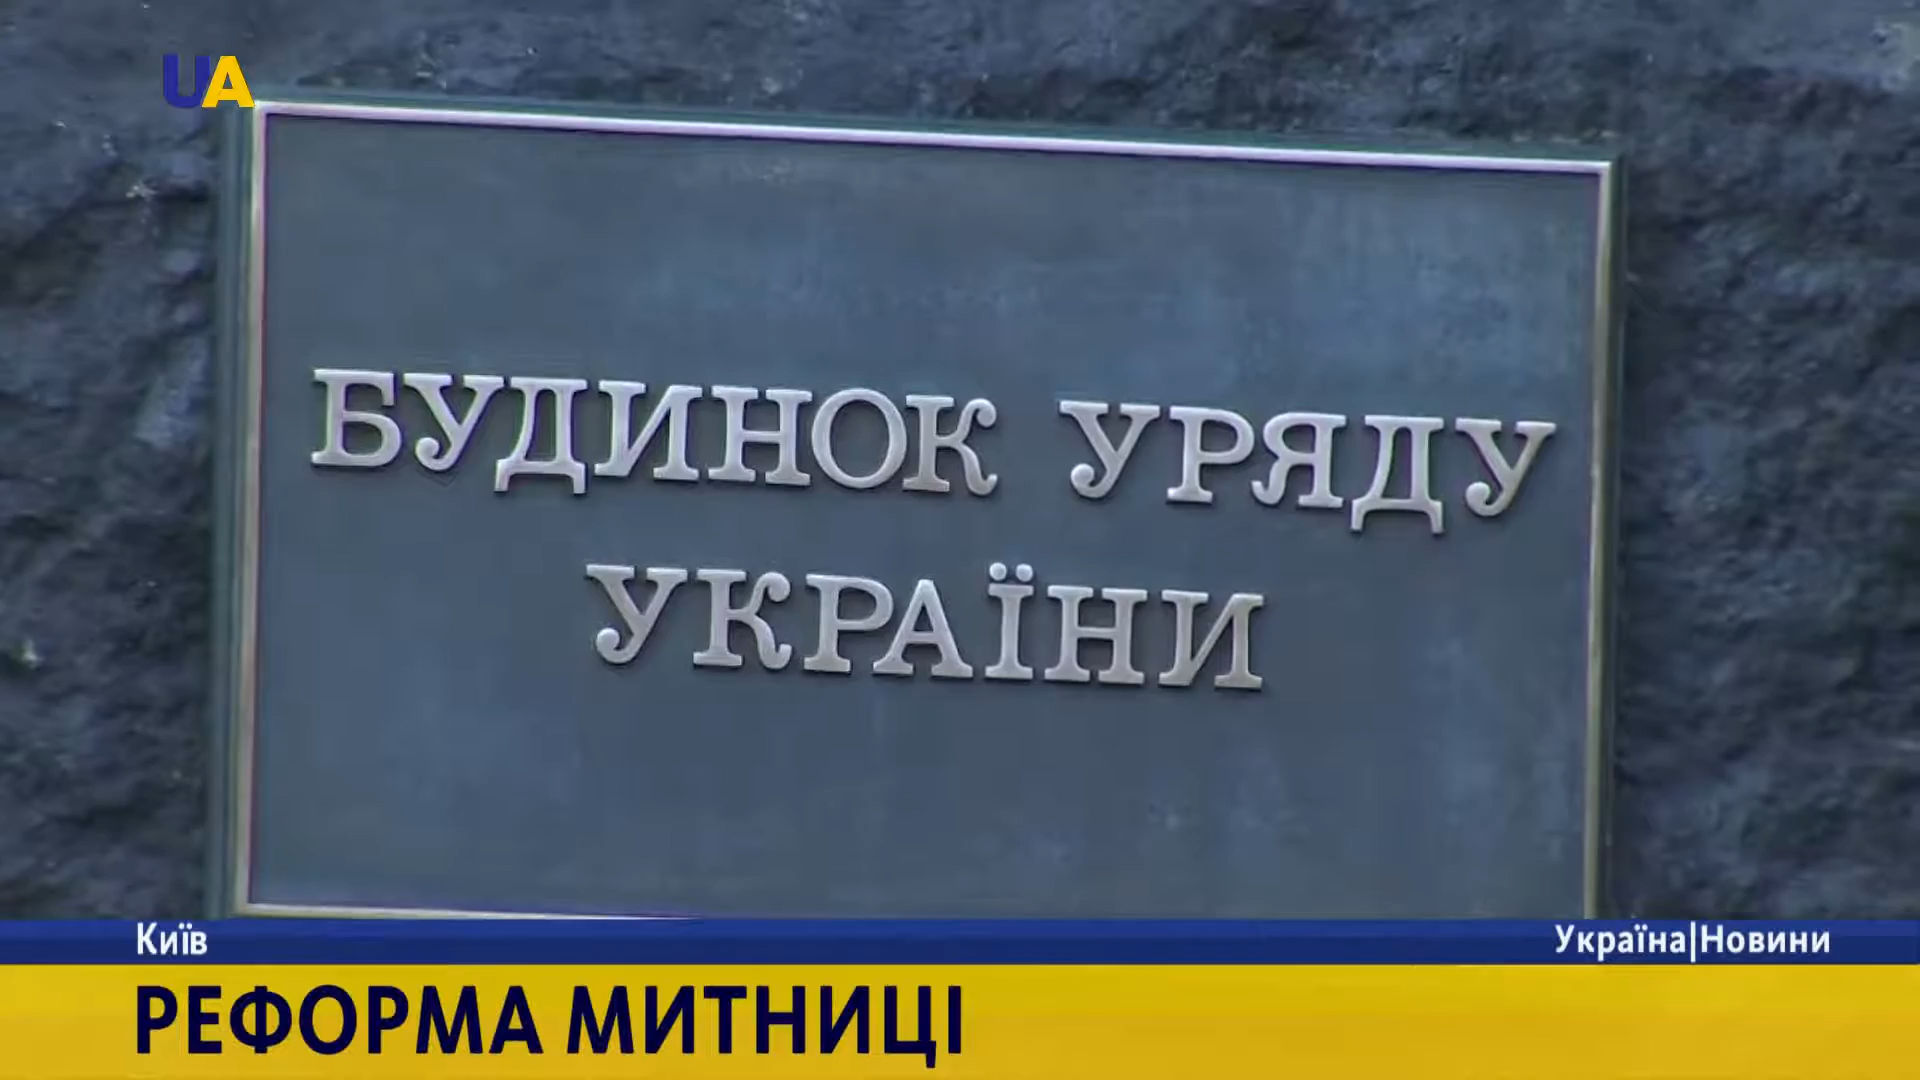 UA
БУДИНОК УРЯДУ
УКРАЇНИ
Київ
Україна|Новини
РЕФОРМА МИТНИЦІ